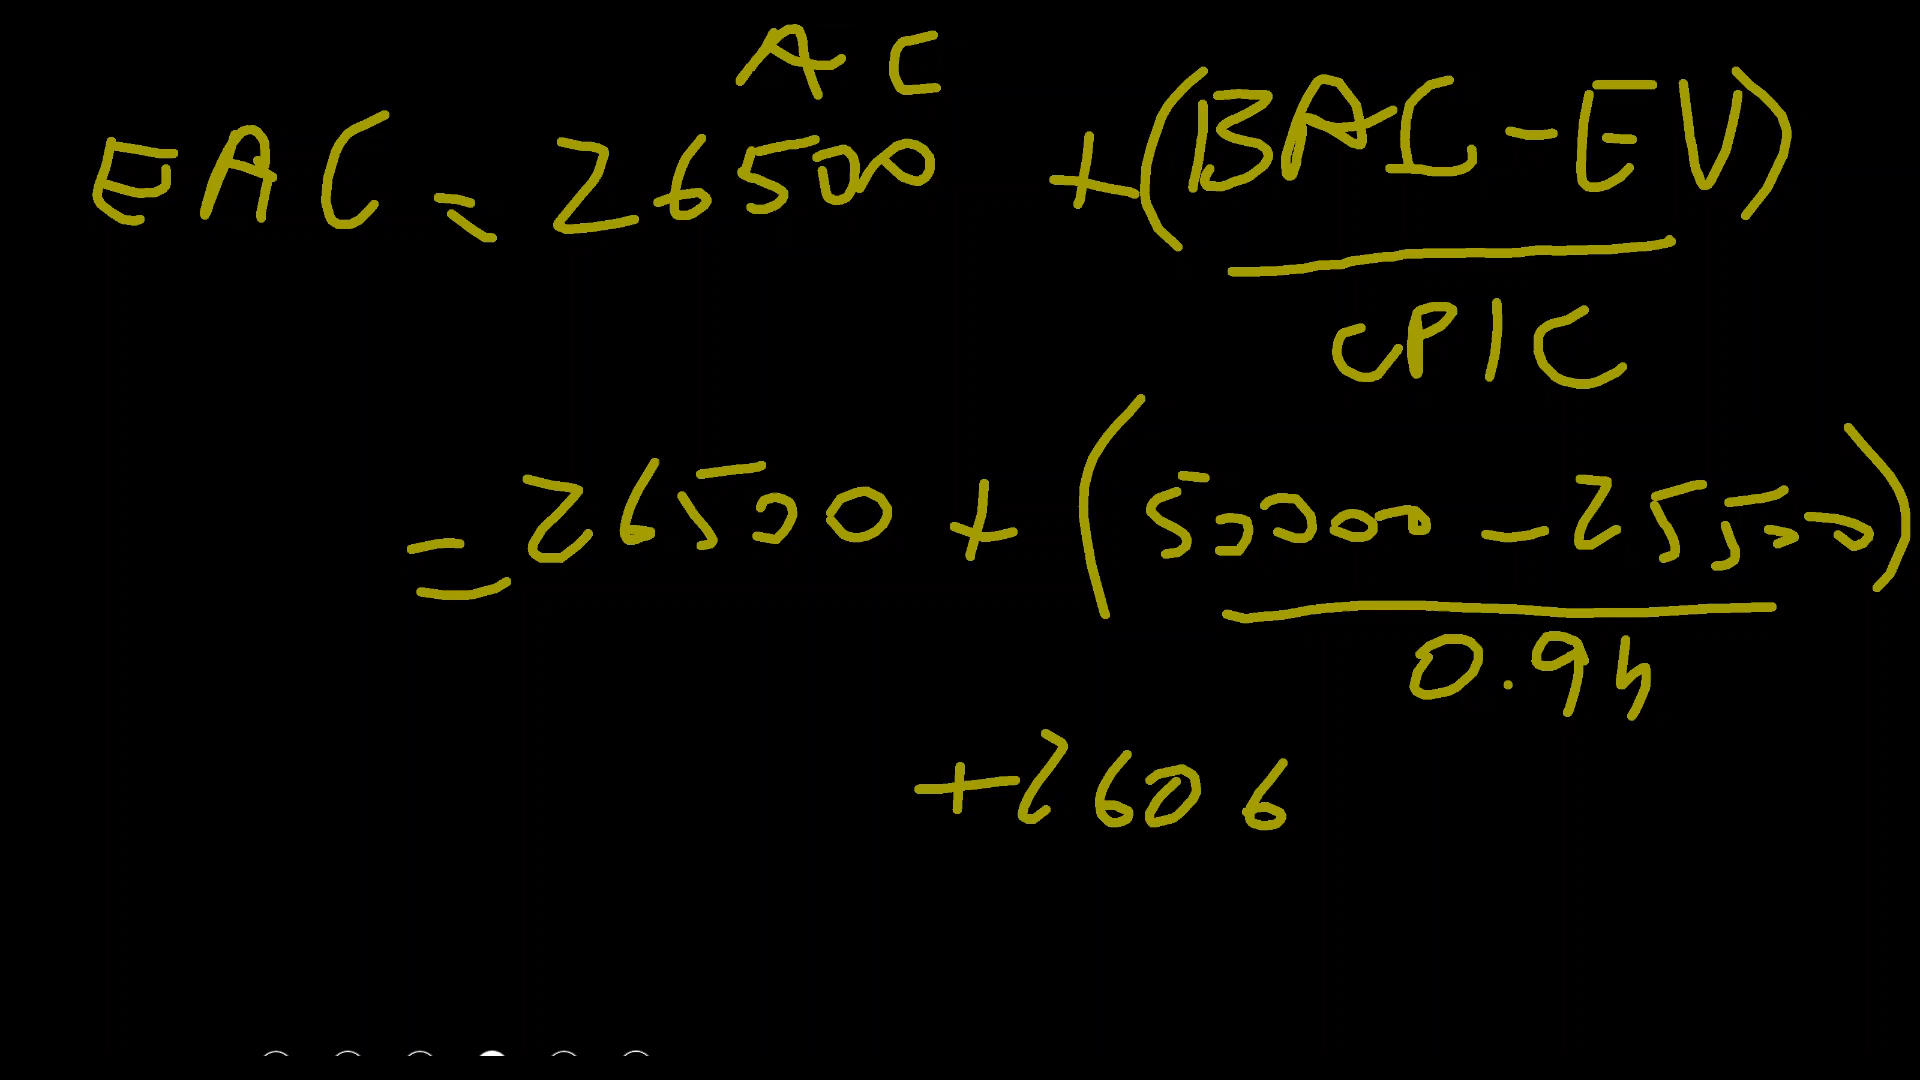 AC
EAC = 26500 + (BAC - EV)
CPIC
= 26500 + (50000 - 25500)
0.94
+2606